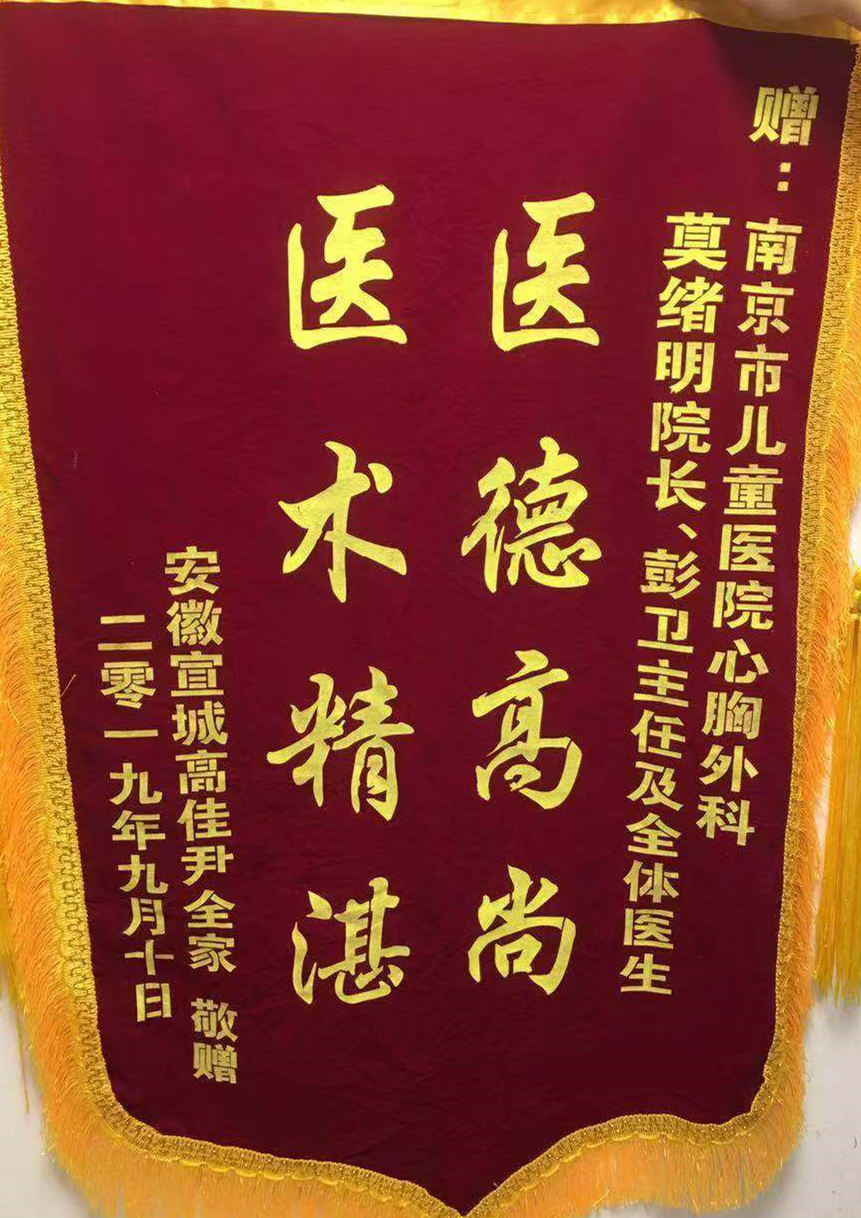 赠：南京市儿童医院心胸外科
莫绪明院长、彭卫主任及全体医生
医德高尚
医术精湛
安徽宣城高佳尹全家 敬赠
二零一九年九月十日